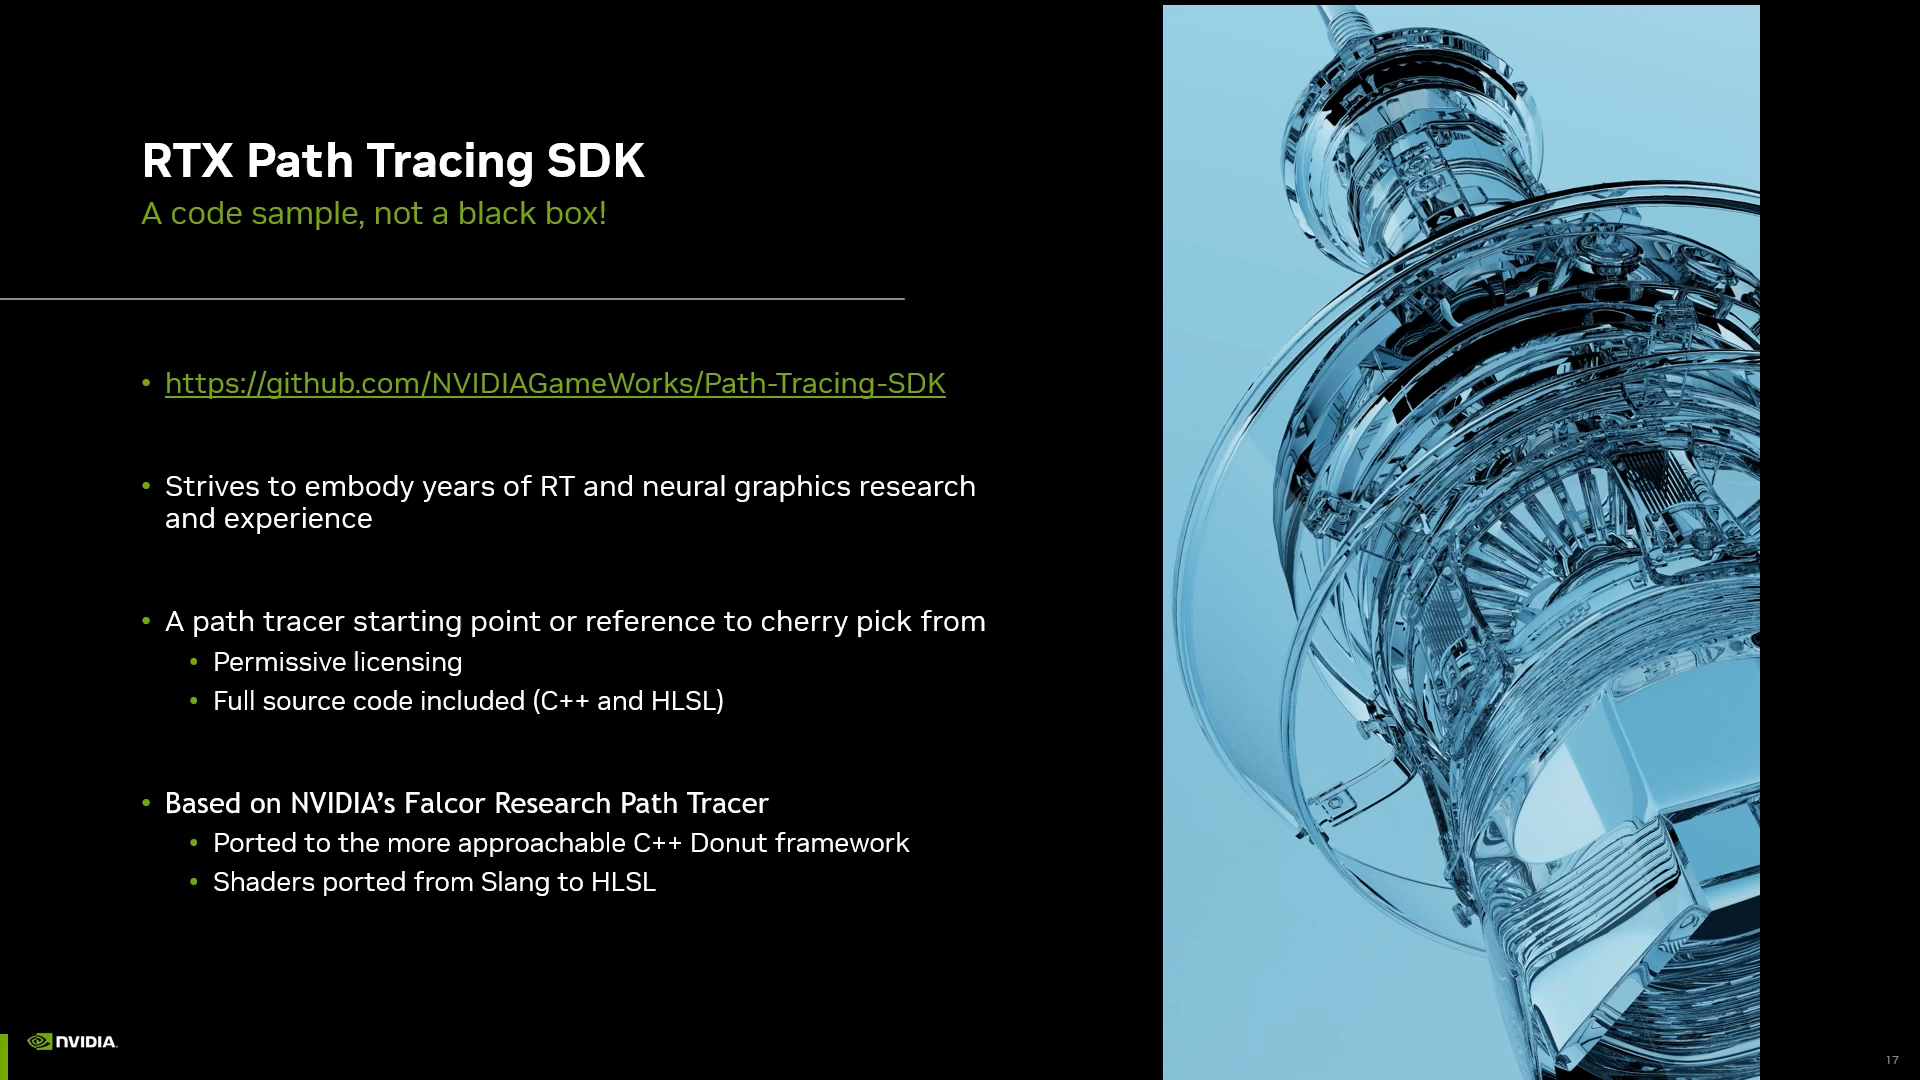 RTX Path Tracing SDK
A code sample, not a black box!
• https://github.com/NVIDIAGameWorks/Path-Tracing-SDK
• Strives to embody years of RT and neural graphics research
and experience
• A path tracer starting point or reference to cherry pick from
• Permissive licensing
• Full source code included (C++ and HLSL)
• Based on NVIDIA’s Falcor Research Path Tracer
• Ported to the more approachable C++ Donut framework
• Shaders ported from Slang to HLSL
NVIDIA.
17